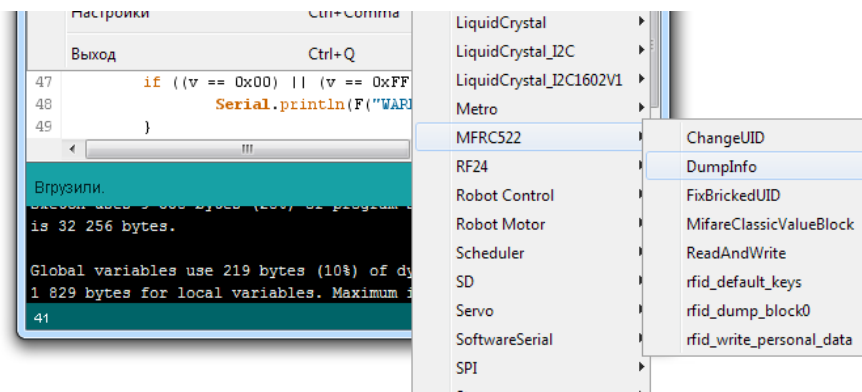 Настройки Ctrl+Comma
Выход Ctrl+Q
47 if ((v == 0x00) || (v == 0xFF
48 Serial.println(F("WAR
49 }
Вгрузили.
is 32 256 bytes.
Global variables use 219 bytes (10%) of dy
1 829 bytes for local variables. Maximum i
41
LiquidCrystal
LiquidCrystal_I2C
LiquidCrystal_I2C1602V1
Metro
MFRC522
RF24
Robot Control
Robot Motor
Scheduler
SD
Servo
SoftwareSerial
SPI
ChangeUID
DumpInfo
FixBrickedUID
MifareClassicValueBlock
ReadAndWrite
rfid_default_keys
rfid_dump_block0
rfid_write_personal_data